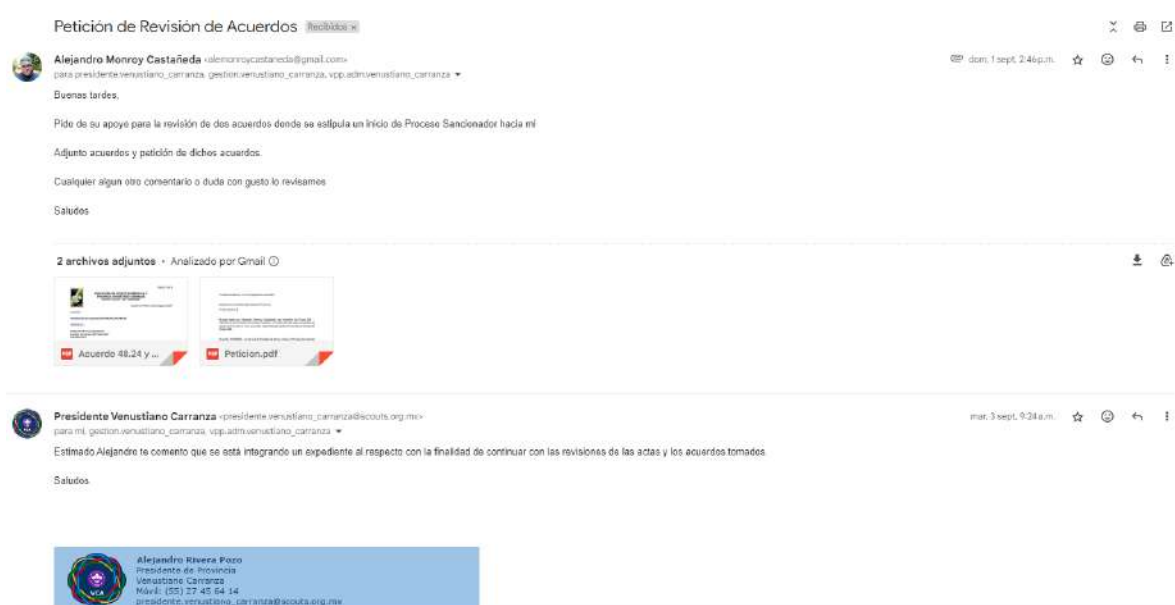 Petición de Revisión de Acuerdos Recibidos ×
Alejandro Monroy Castañeda <alemonroycastaneda@gmail.com>
dom, 1 sept, 2:46 p.m.
para presidente.venustiano_carranza, gestion.venustiano_carranza, vpp.adm.venustiano_carranza
Buenas tardes,
Pido de su apoyo para la revisión de dos acuerdos donde se estipula un inicio de Proceso Sancionador hacia mi
Adjunto acuerdos y petición de dichos acuerdos.
Cualquier algun otro comentario o duda con gusto lo revisamos
Saludos
2 archivos adjuntos • Analizado por Gmail
PDF Acuerdo 48.24 y ...
PDF Peticion.pdf
Presidente Venustiano Carranza <presidente.venustiano_carranza@scouts.org.mx>
mar, 3 sept, 9:24 a.m.
para mí, gestion.venustiano_carranza, vpp.adm.venustiano_carranza
Estimado Alejandro te comento que se está integrando un expediente al respecto con la finalidad de continuar con las revisiones de las actas y los acuerdos tomados.
Saludos.
VCA
Alejandro Rivera Pozo
Presidente de Provincia
Venustiano Carranza
Móvil: (55) 27 45 64 14
presidente.venustiano_carranza@scouts.org.mx